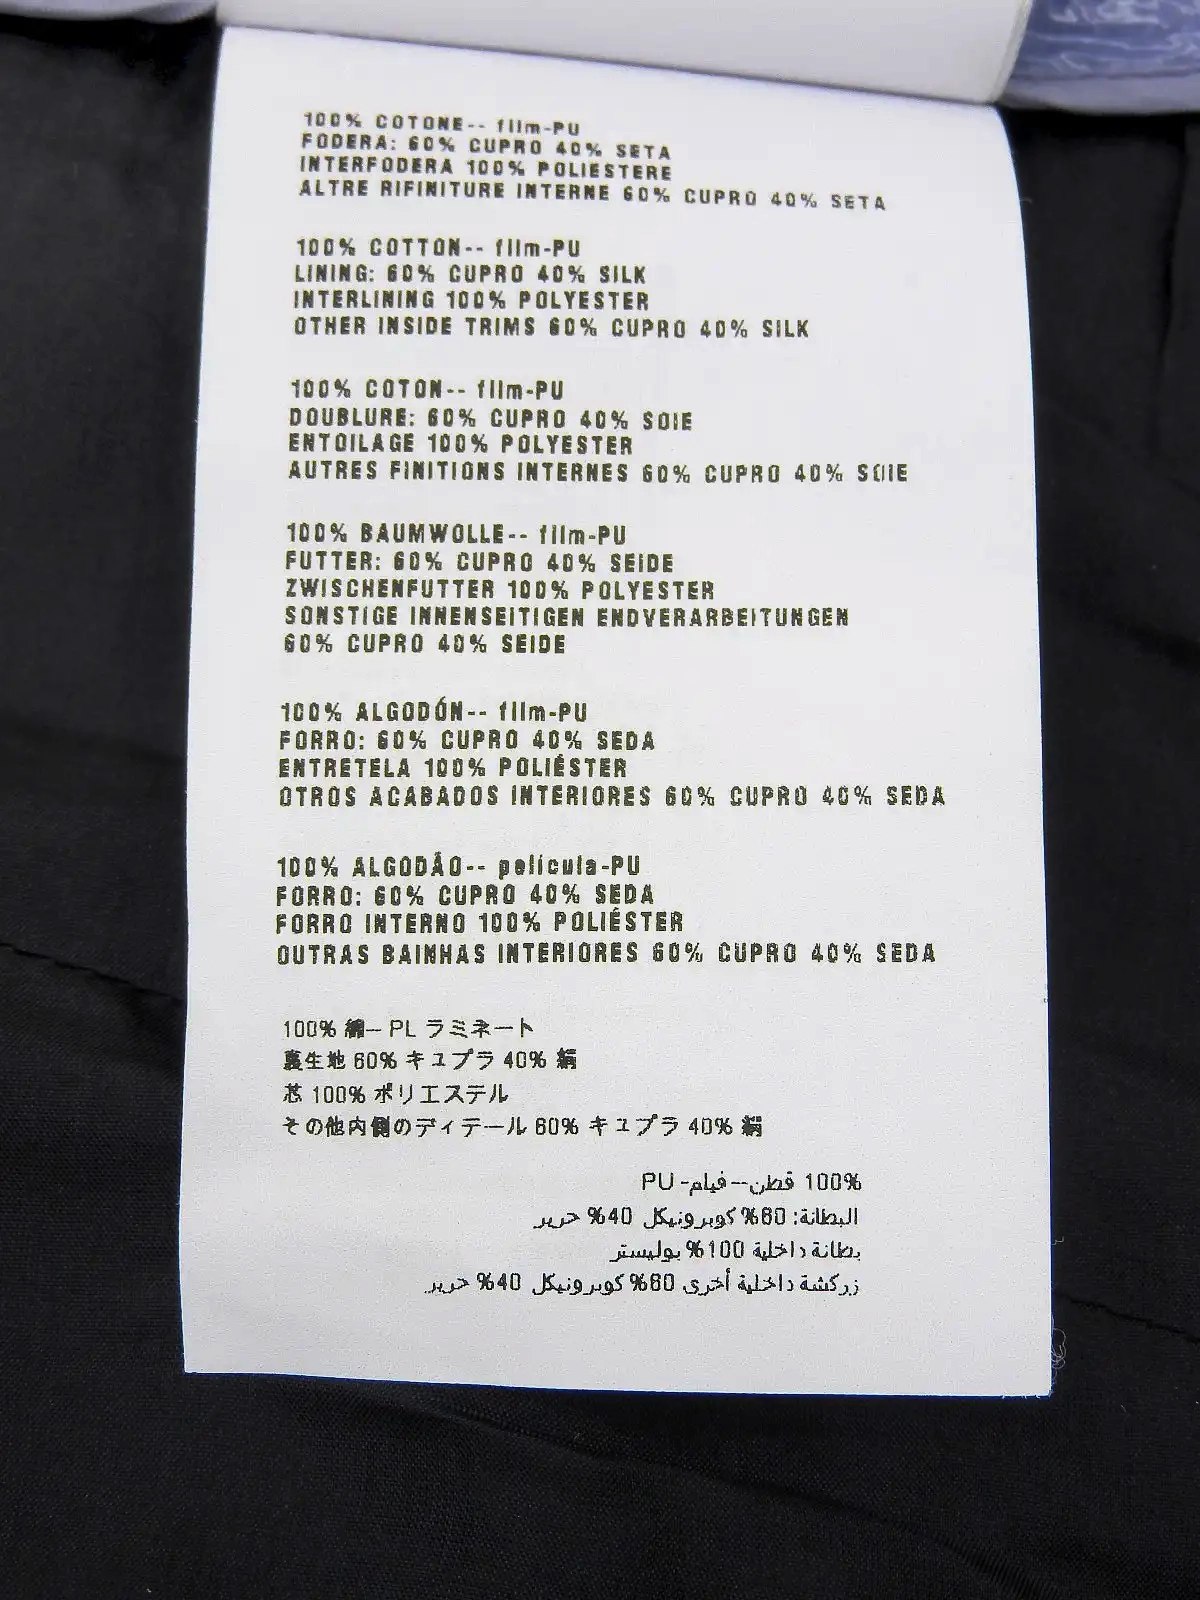 100% COTONE-- film-PU
FODERA: 60% CUPRO 40% SETA
INTERFODERA 100% POLIESTERE
ALTRE RIFINITURE INTERNE 60% CUPRO 40% SETA
100% COTTON-- film-PU
LINING: 60% CUPRO 40% SILK
INTERLINING 100% POLYESTER
OTHER INSIDE TRIMS 60% CUPRO 40% SILK
100% COTON-- film-PU
DOUBLURE: 60% CUPRO 40% SOIE
ENTOILAGE 100% POLYESTER
AUTRES FINITIONS INTERNES 60% CUPRO 40% SOIE
100% BAUMWOLLE-- film-PU
FUTTER: 60% CUPRO 40% SEIDE
ZWISCHENFUTTER 100% POLYESTER
SONSTIGE INNENSEITIGEN ENDVERARBEITUNGEN
60% CUPRO 40% SEIDE
100% ALGODÓN-- film-PU
FORRO: 60% CUPRO 40% SEDA
ENTRETELA 100% POLIÉSTER
OTROS ACABADOS INTERIORES 60% CUPRO 40% SEDA
100% ALGODÃO-- película-PU
FORRO: 60% CUPRO 40% SEDA
FORRO INTERNO 100% POLIÉSTER
OUTRAS BAINHAS INTERIORES 60% CUPRO 40% SEDA
100% 綿-- PL ラミネート
裏生地 60% キュプラ 40% 絹
芯 100% ポリエステル
その他内側のディテール 60% キュプラ 40% 絹
100% قطن--فيلم- PU
البطانة: 60% كوبرونيكل 40% حرير
بطانة داخلية 100% بوليستر
زركشة داخلية أخرى 60% كوبرونيكل 40% حرير